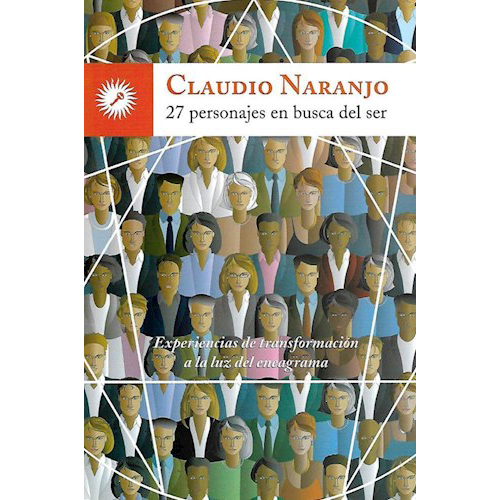 CLAUDIO NARANJO
27 personajes en busca del ser
Experiencias de transformación
a la luz del eneagrama